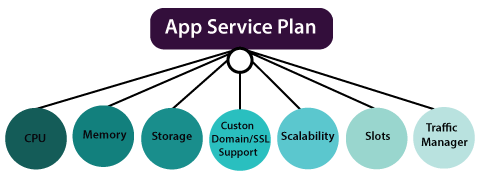 App Service Plan
CPU
Memory
Storage
Custon
Domain/SSL
Support
Scalability
Slots
Traffic
Manager